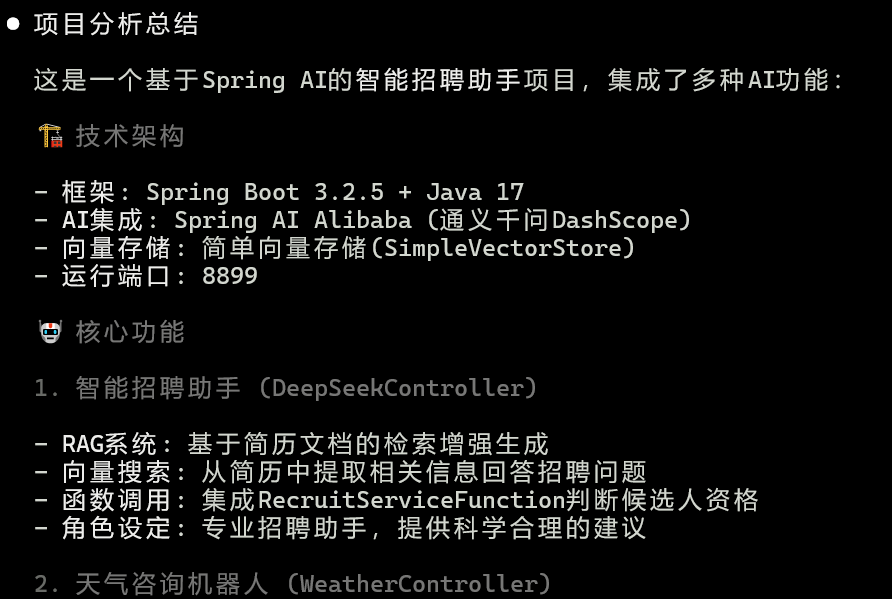 ● 项目分析总结
这是一个基于Spring AI的智能招聘助手项目，集成了多种AI功能：
🏗️ 技术架构
- 框架：Spring Boot 3.2.5 + Java 17
- AI集成：Spring AI Alibaba (通义千问DashScope)
- 向量存储：简单向量存储(SimpleVectorStore)
- 运行端口：8899
🤖 核心功能
1. 智能招聘助手 (DeepSeekController)
- RAG系统：基于简历文档的检索增强生成
- 向量搜索：从简历中提取相关信息回答招聘问题
- 函数调用：集成RecruitServiceFunction判断候选人资格
- 角色设定：专业招聘助手，提供科学合理的建议
2. 天气咨询机器人 (WeatherController)